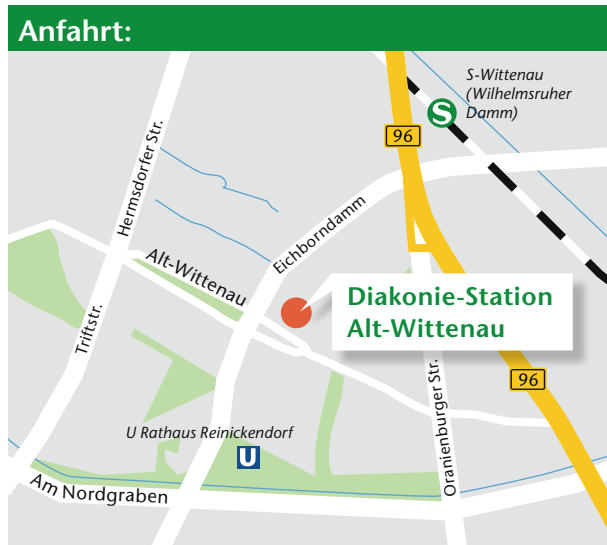 Anfahrt:
S-Wittenau
(Wilhelmsruher
Damm)
S
96
Hermsdorfer Str.
Eichborndamm
Alt-Wittenau
Diakonie-Station
Alt-Wittenau
Triftstr.
96
Oranienburger Str.
U Rathaus Reinickendorf
U
Am Nordgraben